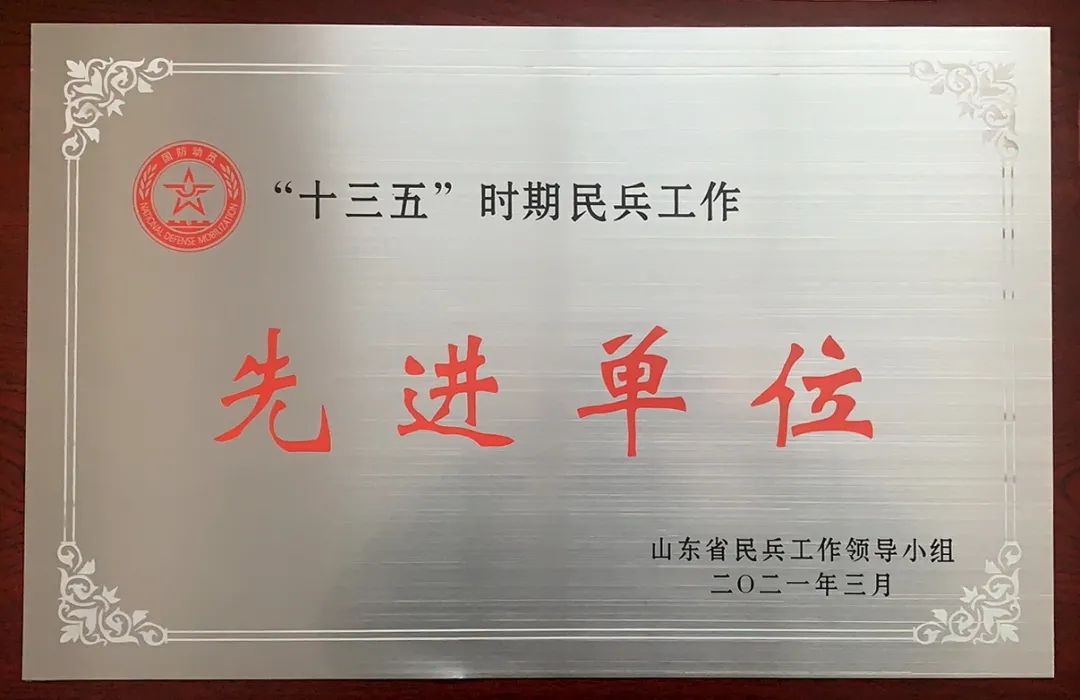 国防动员
NATIONAL DEFENSE MOBILIZATION
“十三五”时期民兵工作
先进单位
山东省民兵工作领导小组
二〇二一年三月